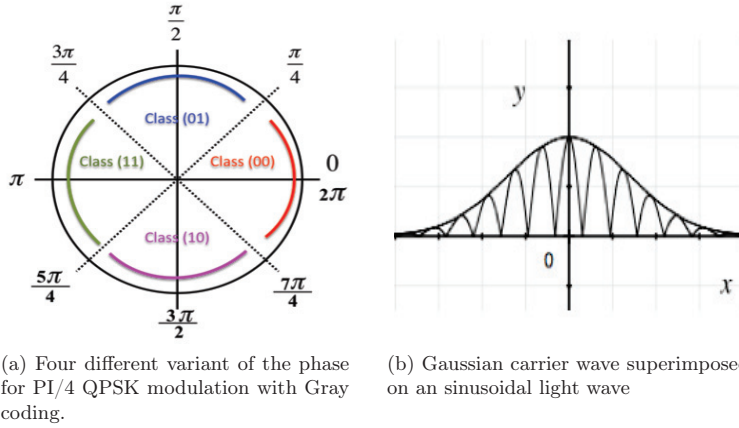 π/2
3π/4
π/4
Class (01)
Class (11)
Class (00)
π
0
2π
Class (10)
5π/4
7π/4
3π/2
y
0
x
(a) Four different variant of the phase
for PI/4 QPSK modulation with Gray
coding.
(b) Gaussian carrier wave superimpose
on an sinusoidal light wave